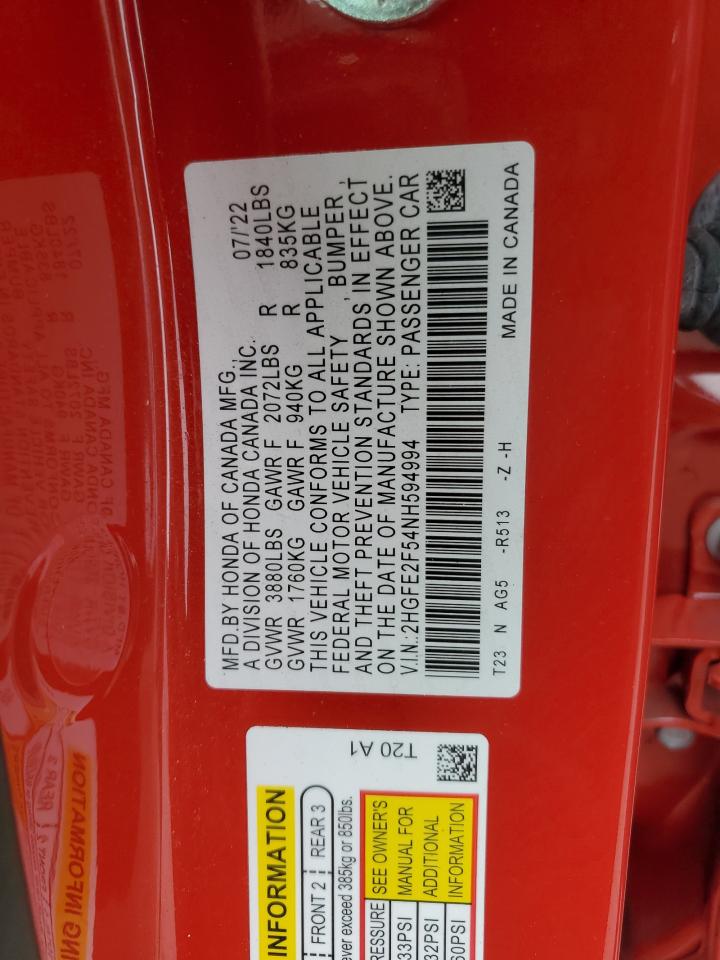 MFD.BY HONDA OF CANADA MFG., 07/'22
A DIVISION OF HONDA CANADA INC.
GVWR 3880LBS GAWR F 2072LBS R 1840LBS
GVWR 1760KG GAWR F 940KG R 835KG
THIS VEHICLE CONFORMS TO ALL APPLICABLE
FEDERAL MOTOR VEHICLE SAFETY , BUMPER ,
AND THEFT PREVENTION STANDARDS, IN EFFECT
ON THE DATE OF MANUFACTURE SHOWN ABOVE.
V.I.N.:2HGFE2F54NH594994 TYPE: PASSENGER CAR
T23 N AG5 -R513 -Z -H MADE IN CANADA
T20 A1
INFORMATION
FRONT 2 REAR 3
exceed 385kg or 850lbs.
SEE OWNER'S
33PSI MANUAL FOR
32PSI ADDITIONAL
60PSI INFORMATION